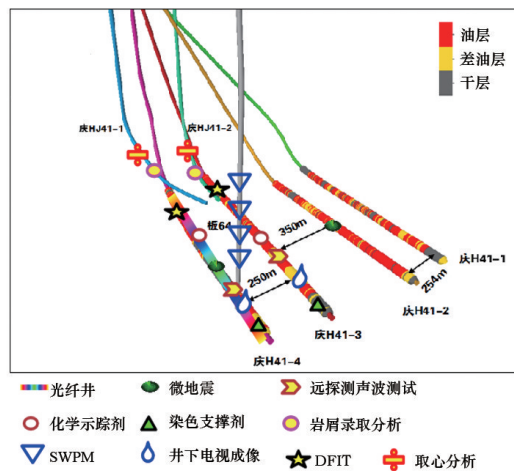 油层
差油层
干层
庆HJ41-1
庆HJ41-2
板64
350m
250m
254m
庆H41-1
庆H41-2
庆H41-3
庆H41-4
光纤井
微地震
远探测声波测试
化学示踪剂
染色支撑剂
岩屑录取分析
SWPM
井下电视成像
DFIT
取心分析